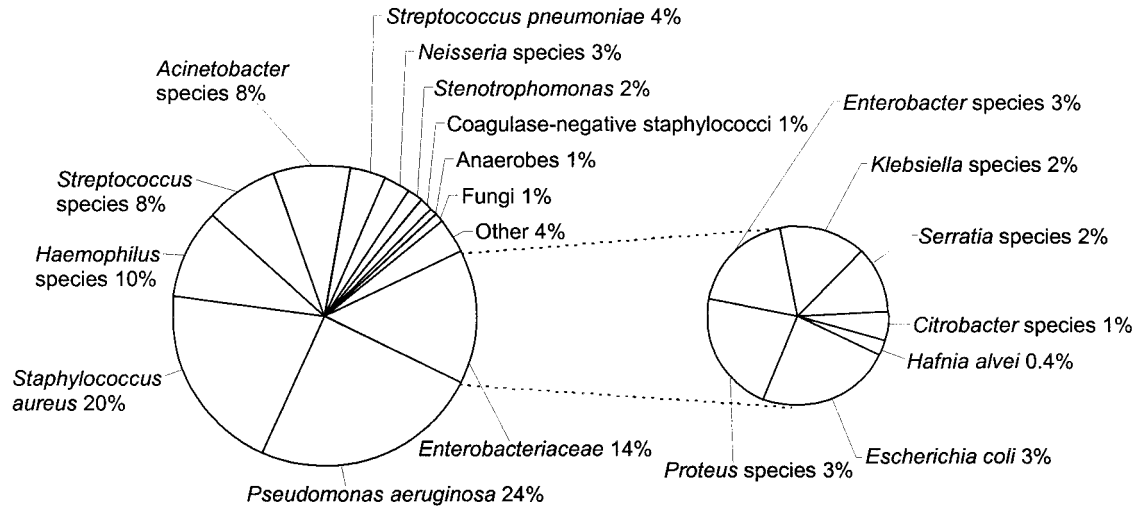 Streptococcus pneumoniae 4%
Neisseria species 3%
Acinetobacter
species 8%
Stenotrophomonas 2%
Coagulase-negative staphylococci 1%
Anaerobes 1%
Fungi 1%
Other 4%
Streptococcus
species 8%
Haemophilus
species 10%
Staphylococcus
aureus 20%
Pseudomonas aeruginosa 24%
Enterobacteriaceae 14%
Enterobacter species 3%
Klebsiella species 2%
Serratia species 2%
Citrobacter species 1%
Hafnia alvei 0.4%
Escherichia coli 3%
Proteus species 3%